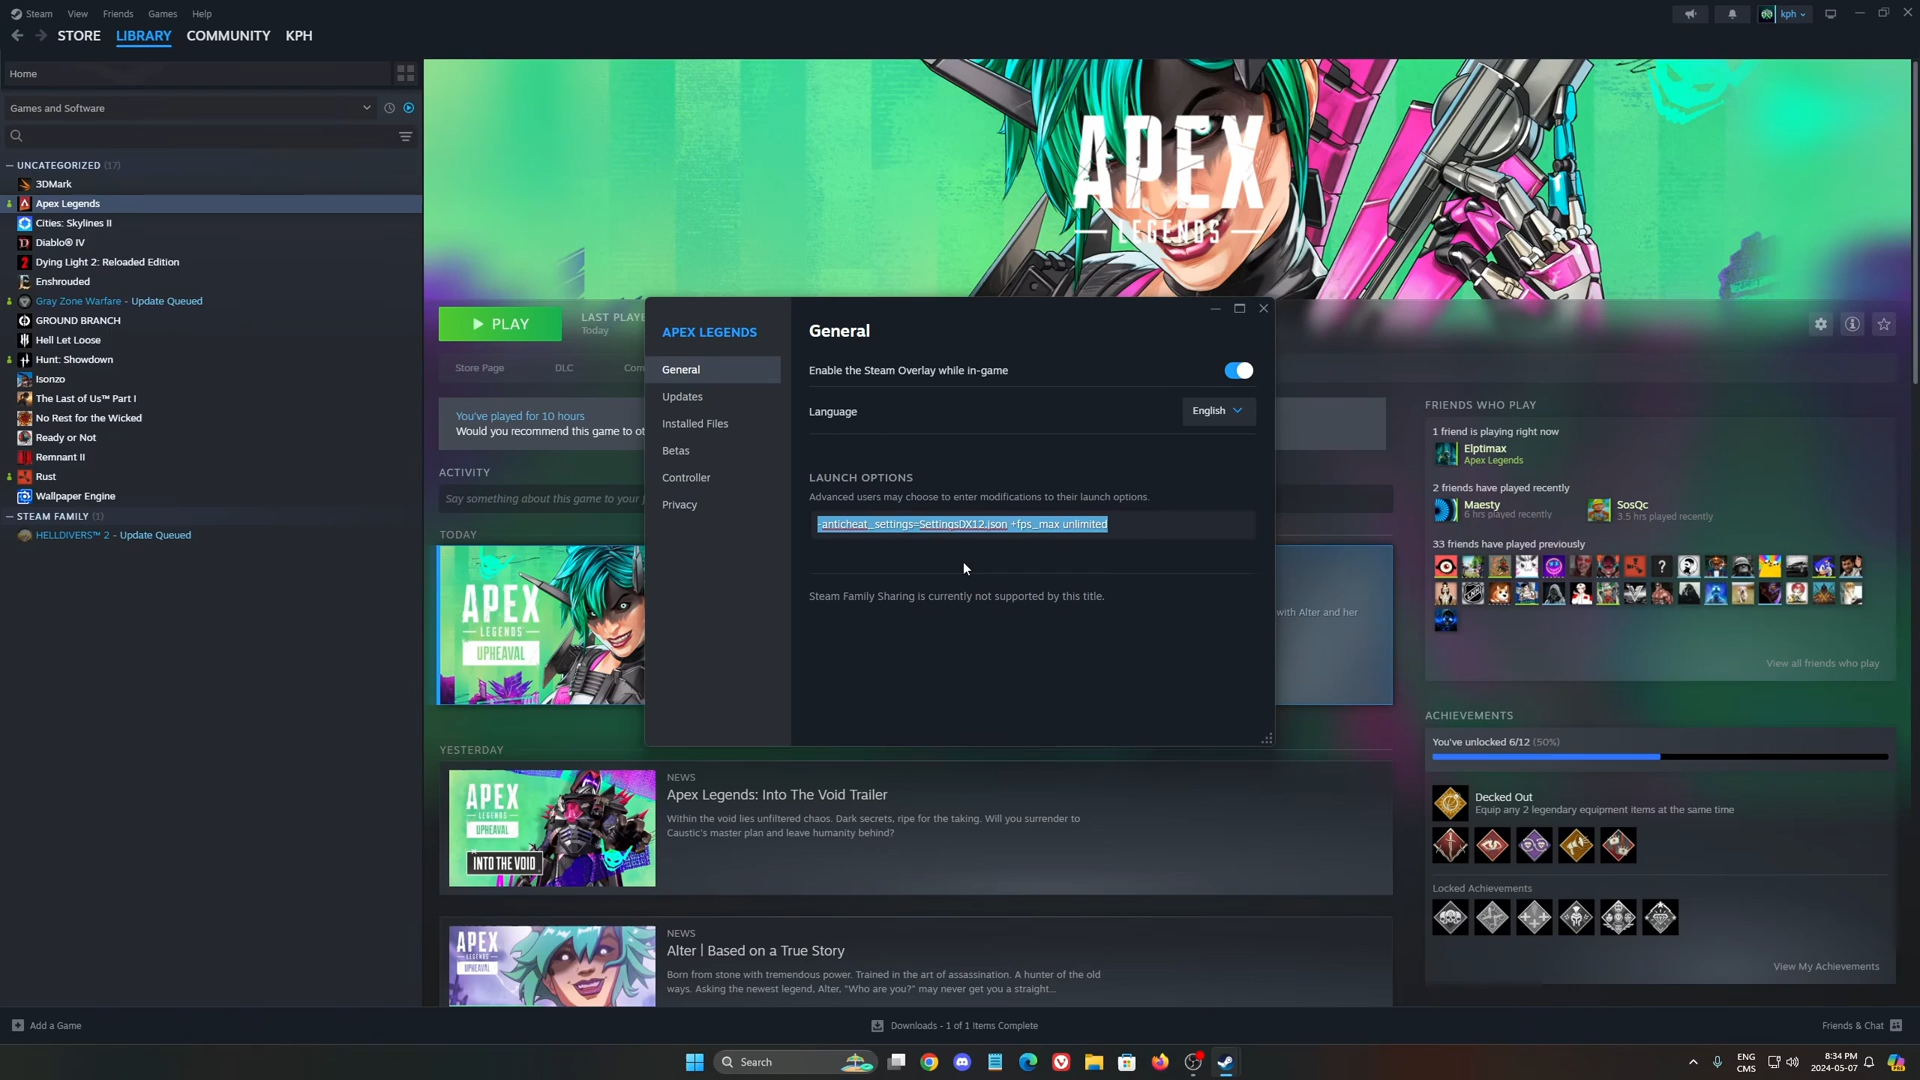 Steam View Friends Games Help
kph
STORE LIBRARY COMMUNITY KPH
Home
Games and Software
UNCATEGORIZED (17)
3DMark
Apex Legends
Cities: Skylines II
Diablo® IV
Dying Light 2: Reloaded Edition
Enshrouded
Gray Zone Warfare - Update Queued
GROUND BRANCH
Hell Let Loose
Hunt: Showdown
Isonzo
The Last of Us™ Part I
No Rest for the Wicked
Ready or Not
Remnant II
Rust
Wallpaper Engine
STEAM FAMILY (1)
HELLDIVERS™ 2 - Update Queued
APEX
LEGENDS
PLAY
LAST PLAYE
Today
Store Page DLC Com
You've played for 10 hours
Would you recommend this game to ot
ACTIVITY
Say something about this game to your f
TODAY
APEX
LEGENDS
UPHEAVAL
with Alter and her
APEX LEGENDS
General
Updates
Installed Files
Betas
Controller
Privacy
General
Enable the Steam Overlay while in-game
Language English
LAUNCH OPTIONS
Advanced users may choose to enter modifications to their launch options.
-anticheat_settings=SettingsDX12.json +fps_max unlimited
Steam Family Sharing is currently not supported by this title.
YESTERDAY
APEX
LEGENDS
UPHEAVAL
INTO THE VOID
NEWS
Apex Legends: Into The Void Trailer
Within the void lies unfiltered chaos. Dark secrets, ripe for the taking. Will you surrender to
Caustic's master plan and leave humanity behind?
APEX
LEGENDS
UPHEAVAL
NEWS
Alter | Based on a True Story
Born from stone with tremendous power. Trained in the art of assassination. A hunter of the old
ways. Asking the newest legend, Alter, "Who are you?" may never get you a straight...
FRIENDS WHO PLAY
1 friend is playing right now
Elptimax
Apex Legends
2 friends have played recently
Maesty
6 hrs played recently
SosQc
3.5 hrs played recently
33 friends have played previously
View all friends who play
ACHIEVEMENTS
You've unlocked 6/12 (50%)
Decked Out
Equip any 2 legendary equipment items at the same time
Locked Achievements
View My Achievements
Add a Game
Downloads - 1 of 1 Items Complete
Friends & Chat
Search
ENG
CMS
8:34 PM
2024-05-07